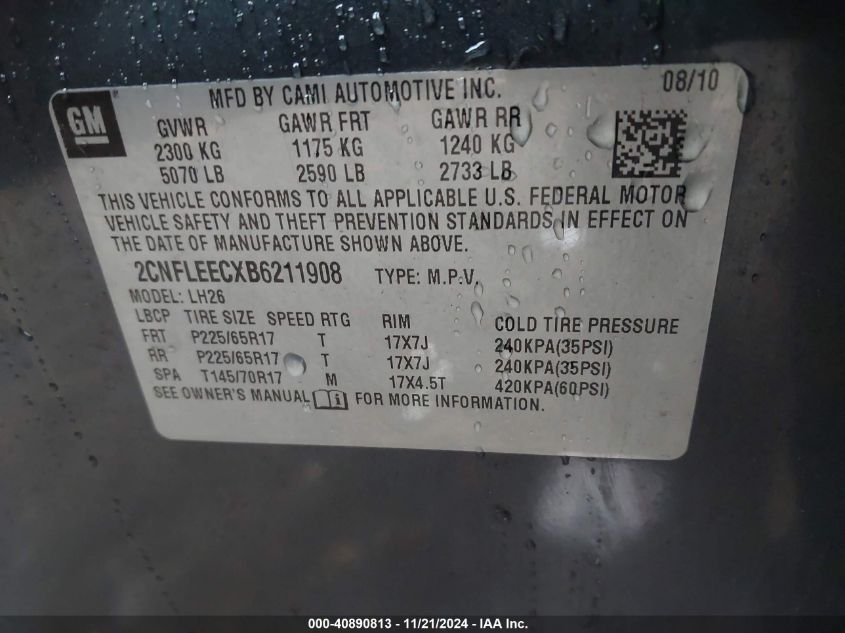 MFD BY CAMI AUTOMOTIVE INC. 08/10
GM
GVWR GAWR FRT GAWR RR
2300 KG 1175 KG 1240 KG
5070 LB 2590 LB 2733 LB
THIS VEHICLE CONFORMS TO ALL APPLICABLE U.S. FEDERAL MOTOR
VEHICLE SAFETY AND THEFT PREVENTION STANDARDS IN EFFECT ON
THE DATE OF MANUFACTURE SHOWN ABOVE.
2CNFLEECXB6211908 TYPE: M.P.V.
MODEL: LH26
LBCP TIRE SIZE SPEED RTG RIM COLD TIRE PRESSURE
FRT P225/65R17 T 17X7J 240KPA(35PSI)
RR P225/65R17 T 17X7J 240KPA(35PSI)
SPA T145/70R17 M 17X4.5T 420KPA(60PSI)
SEE OWNER'S MANUAL i FOR MORE INFORMATION.
000-40890813 - 11/21/2024 - IAA Inc.